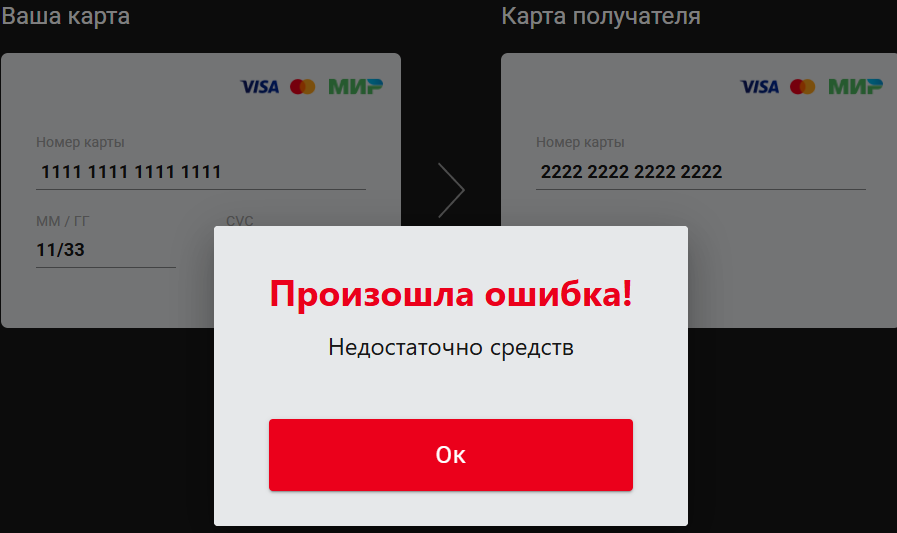 Ваша карта
Карта получателя
VISA МИР
VISA МИР
Номер карты
1111 1111 1111 1111
Номер карты
2222 2222 2222 2222
ММ / ГГ
CVC
11/33
Произошла ошибка!
Недостаточно средств
Ок